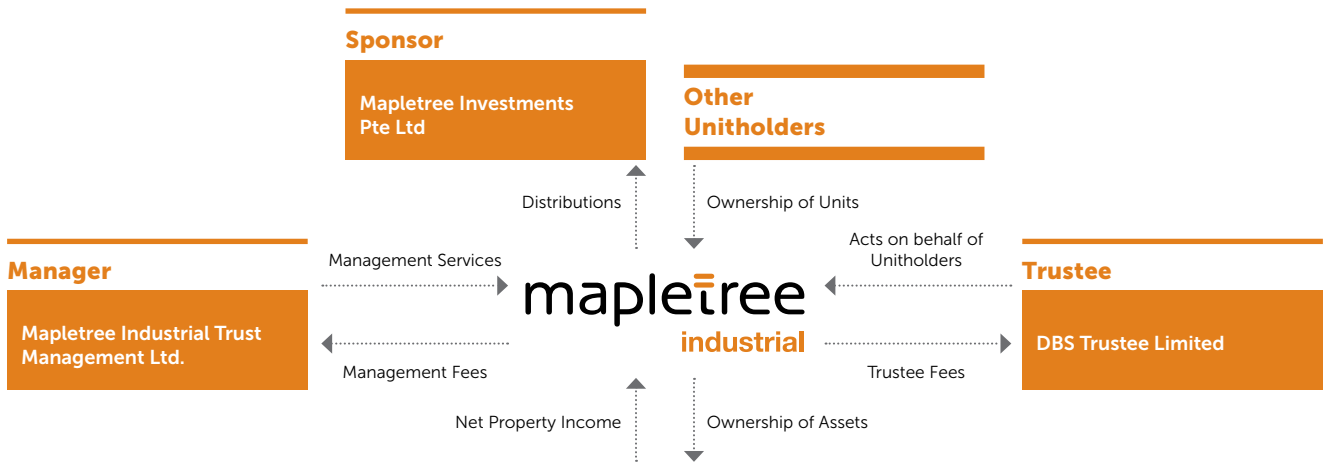 Sponsor
Mapletree Investments
Pte Ltd
Other
Unitholders
Distributions
Ownership of Units
Manager
Mapletree Industrial Trust
Management Ltd.
Management Services
Management Fees
mapletree
industrial
Acts on behalf of
Unitholders
Trustee Fees
Trustee
DBS Trustee Limited
Net Property Income
Ownership of Assets